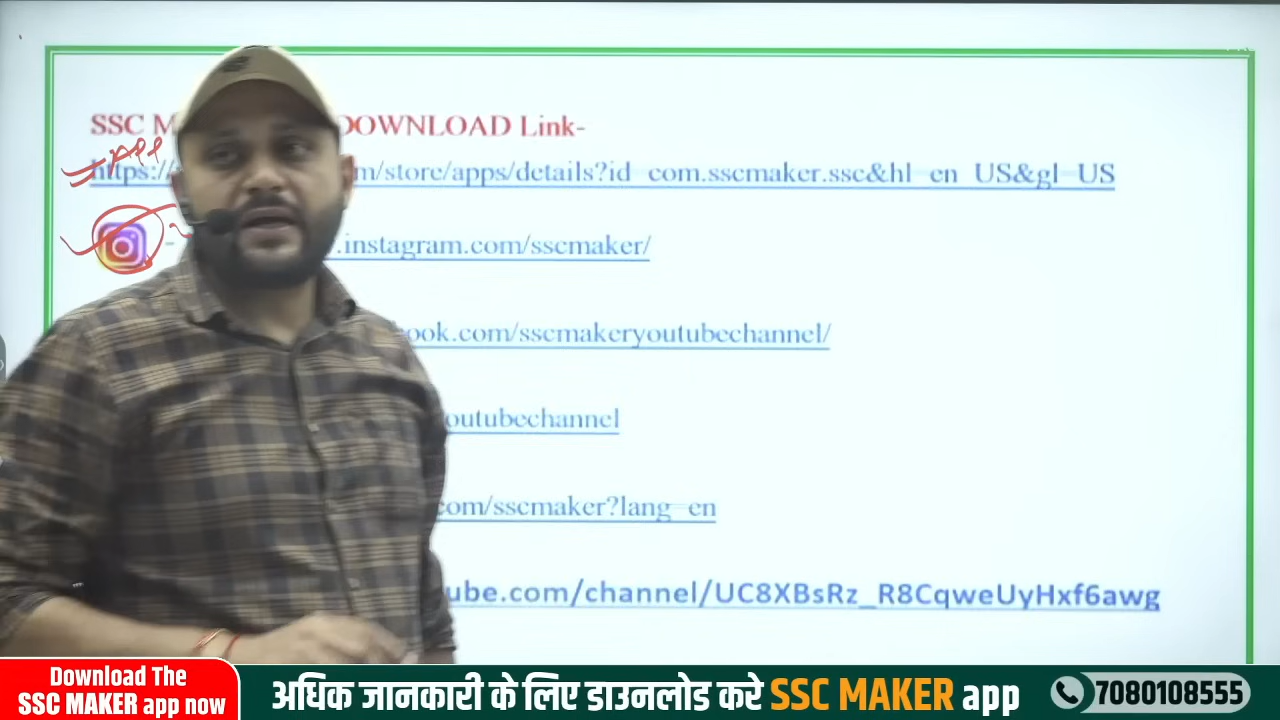 SSC M DOWNLOAD Link-
App
https:// m/store/apps/details?id com.sscmaker.ssc&hl en US&gl US
- .instagram.com/sscmaker/
ook.com/sscmakeryoutubechannel/
outubechannel
com/sscmaker?lang en
ube.com/channel/UC8XBsRz_R8CqweUyHxf6awg
Download The
SSC MAKER app now
अधिक जानकारी के लिए डाउनलोड करे SSC MAKER app
7080108555